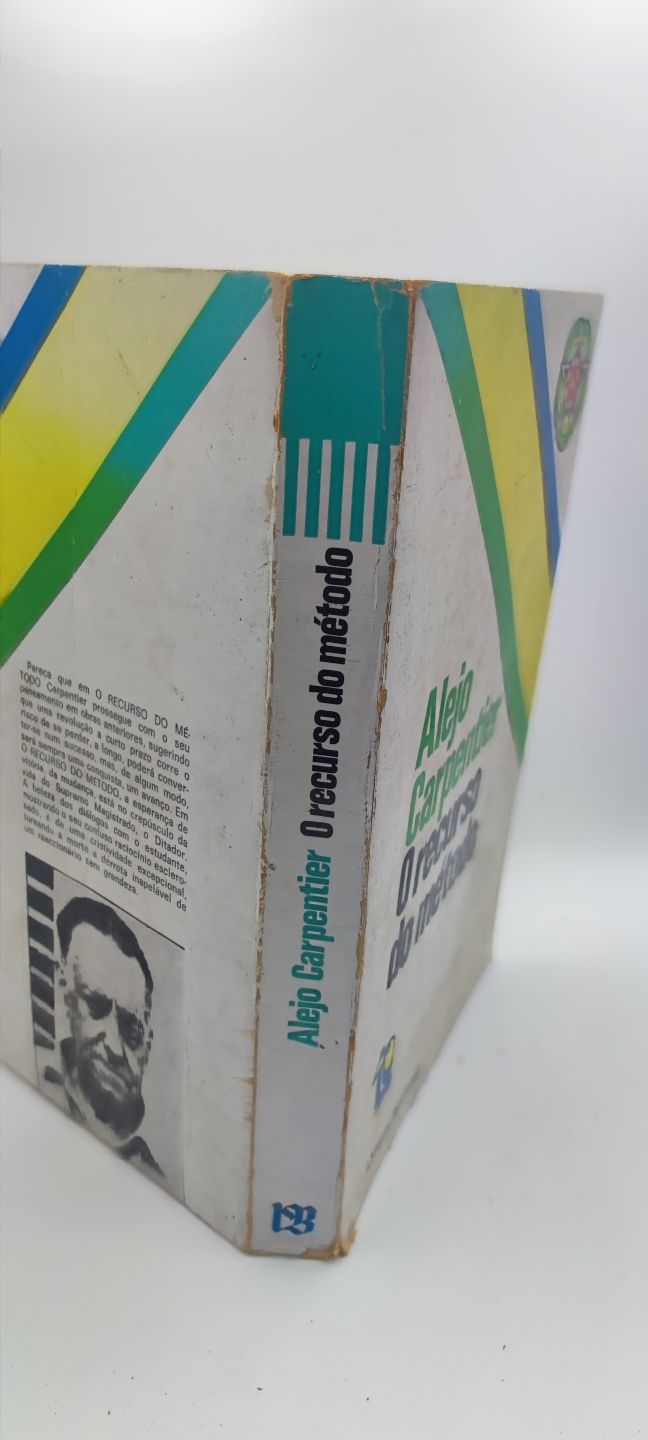 Parece que em O RECURSO DO MÉ-
TODO Carpentier prossegue com o seu
pensamento em obras anteriores, sugerindo
que uma revolução a curto prazo corre o
risco de se perder, a longo, poderá conver-
ter-se num sucesso, mas, de algum modo,
será sempre uma conquista, um avanço. Em
O RECURSO DO METODO, a esperança de
vitória, da mudança, está no crepúsculo da
vida do Supremo Magistrado, o Ditador.
A beleza dos diálogos com o estudante,
mostrando o seu confuso raciocínio esclero-
sado, é de uma criatividade excepcional,
tornando a morte a derrota inapelável de
um reaccionário sem grandeza.
Alejo Carpentier O recurso do método
Alejo
Carpentier
O recurso
do método